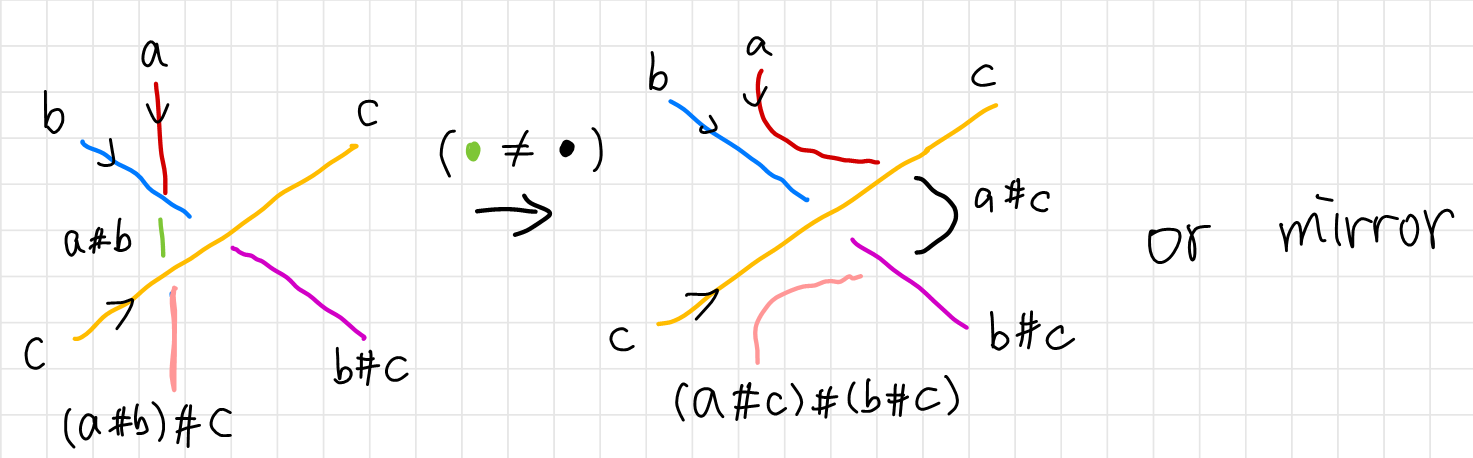 a
b
c
a#b
c
b#c
(a#b)#c
(• ≠ •)
→
a
b
c
a#c
c
b#c
(a#c)#(b#c)
or mirror